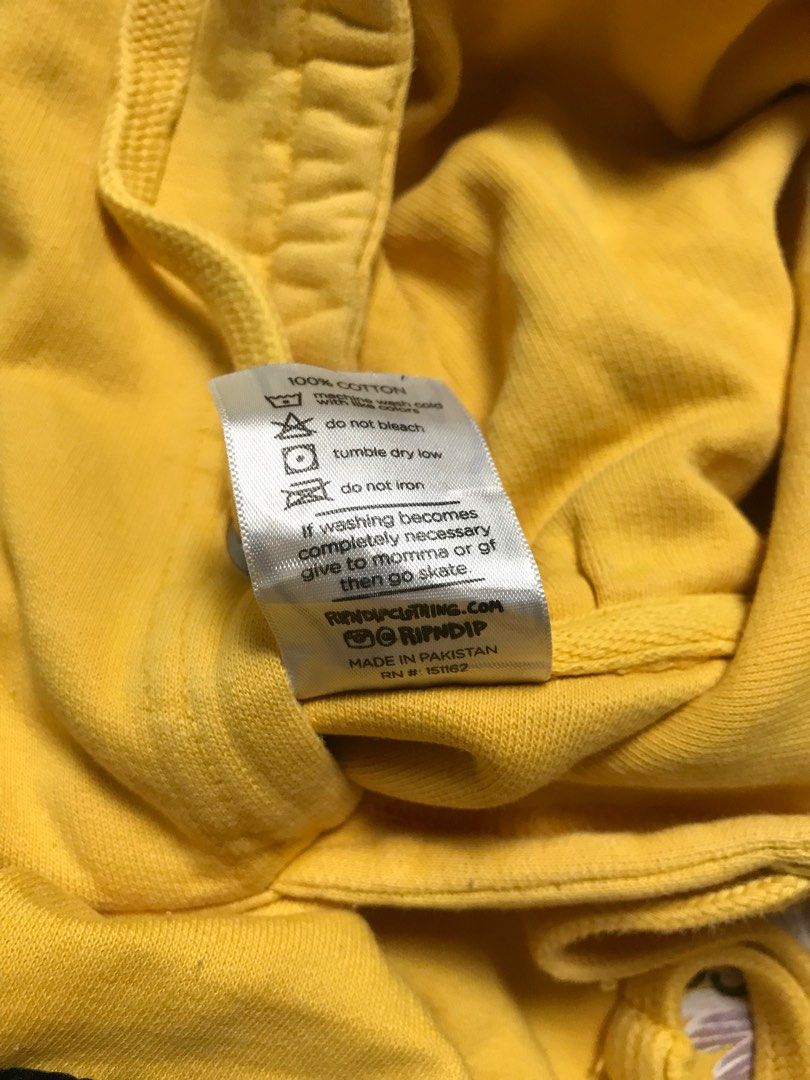 100% COTTON
machine wash cold
with like colors
do not bleach
tumble dry low
do not iron
If washing becomes
completely necessary
give to momma or gf
then go skate.
RIPNDIPCLOTHING.COM
@RIPNDIP
MADE IN PAKISTAN
RN #: 151162